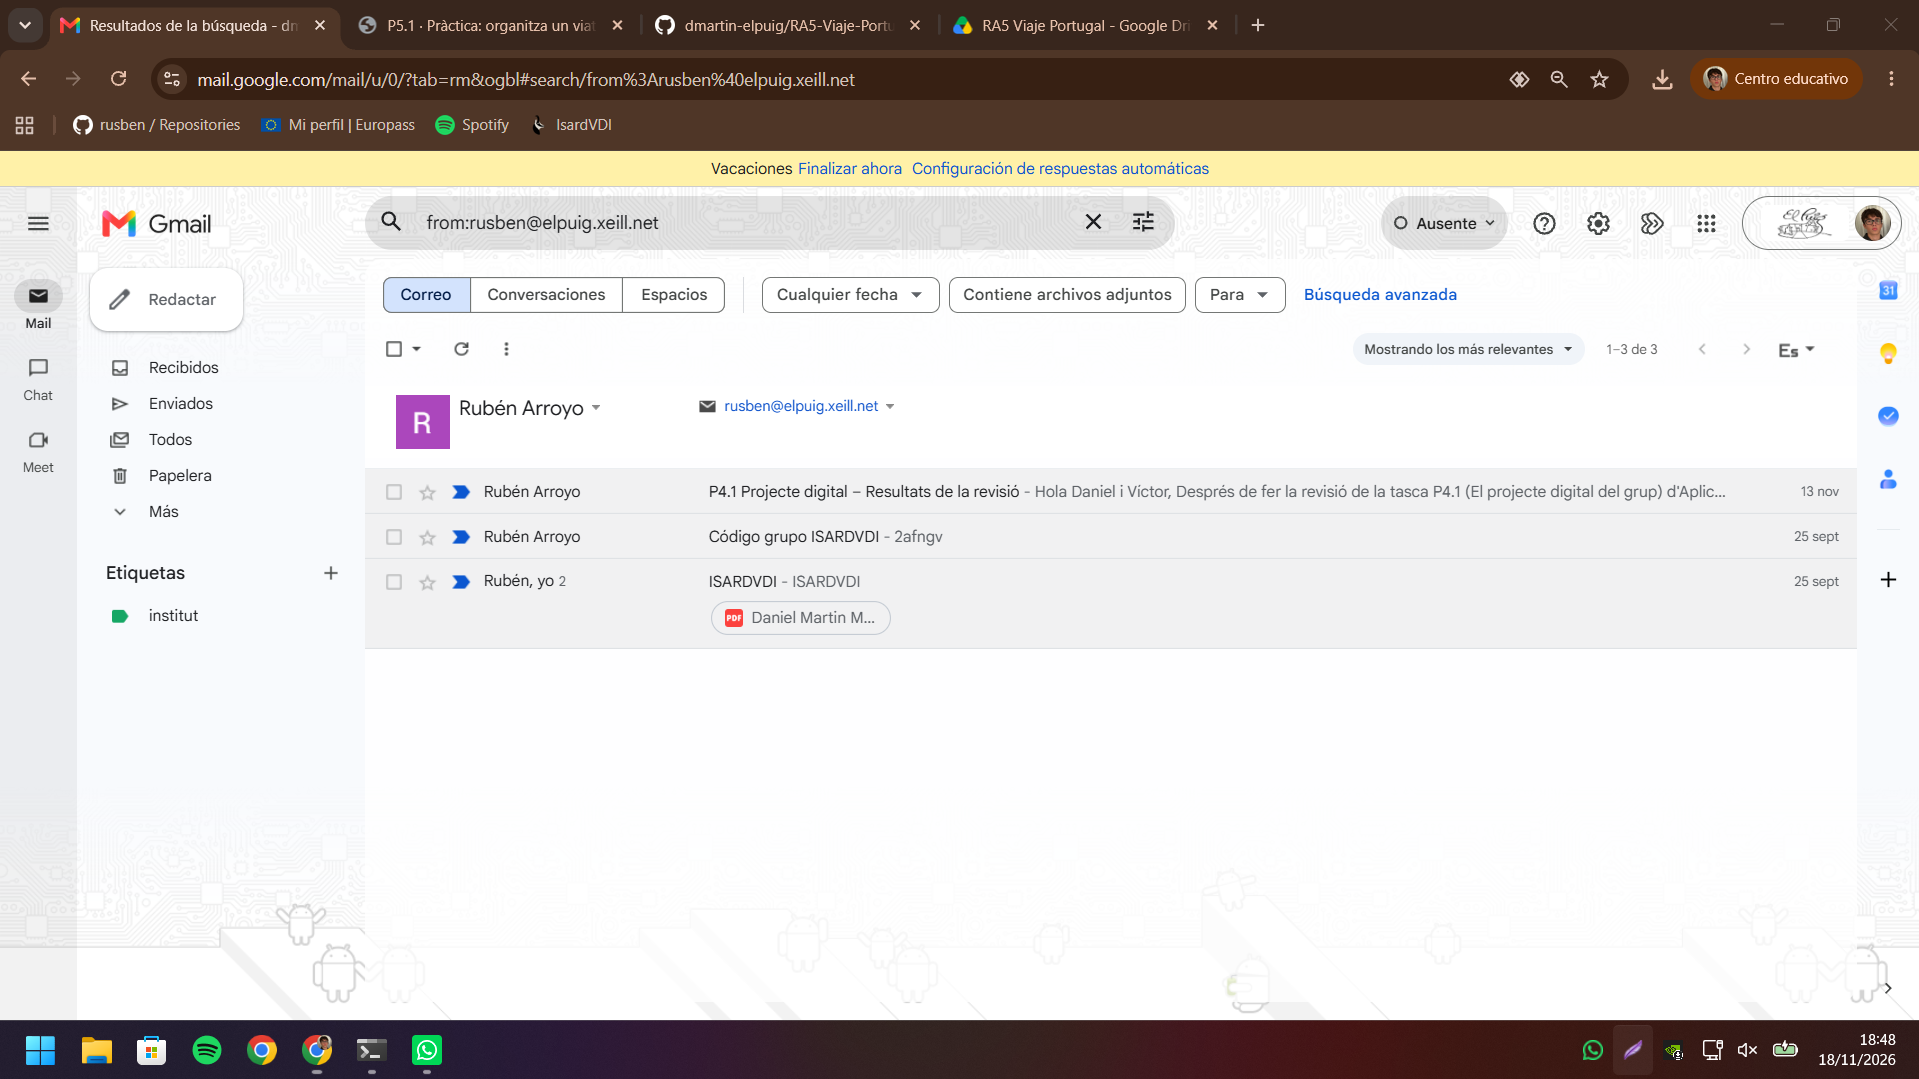 Resultados de la búsqueda - dm
P5.1 · Pràctica: organitza un viat
dmartin-elpuig/RA5-Viaje-Portu
RA5 Viaje Portugal - Google Dri
mail.google.com/mail/u/0/?tab=rm&ogbl#search/from%3Arusben%40elpuig.xeill.net
Centro educativo
rusben / Repositories
Mi perfil | Europass
Spotify
IsardVDI
Vacaciones Finalizar ahora Configuración de respuestas automáticas
Gmail
from:rusben@elpuig.xeill.net
Ausente
El Puig
Redactar
Mail
Chat
Meet
Recibidos
Enviados
Todos
Papelera
Más
Etiquetas
institut
Correo
Conversaciones
Espacios
Cualquier fecha
Contiene archivos adjuntos
Para
Búsqueda avanzada
Mostrando los más relevantes
1–3 de 3
Es
R
Rubén Arroyo
rusben@elpuig.xeill.net
Rubén Arroyo
P4.1 Projecte digital – Resultats de la revisió - Hola Daniel i Víctor, Després de fer la revisió de la tasca P4.1 (El projecte digital del grup) d'Aplic...
13 nov
Rubén Arroyo
Código grupo ISARDVDI - 2afngv
25 sept
Rubén, yo 2
ISARDVDI - ISARDVDI
25 sept
PDF
Daniel Martin M...
31
18:48
18/11/2026